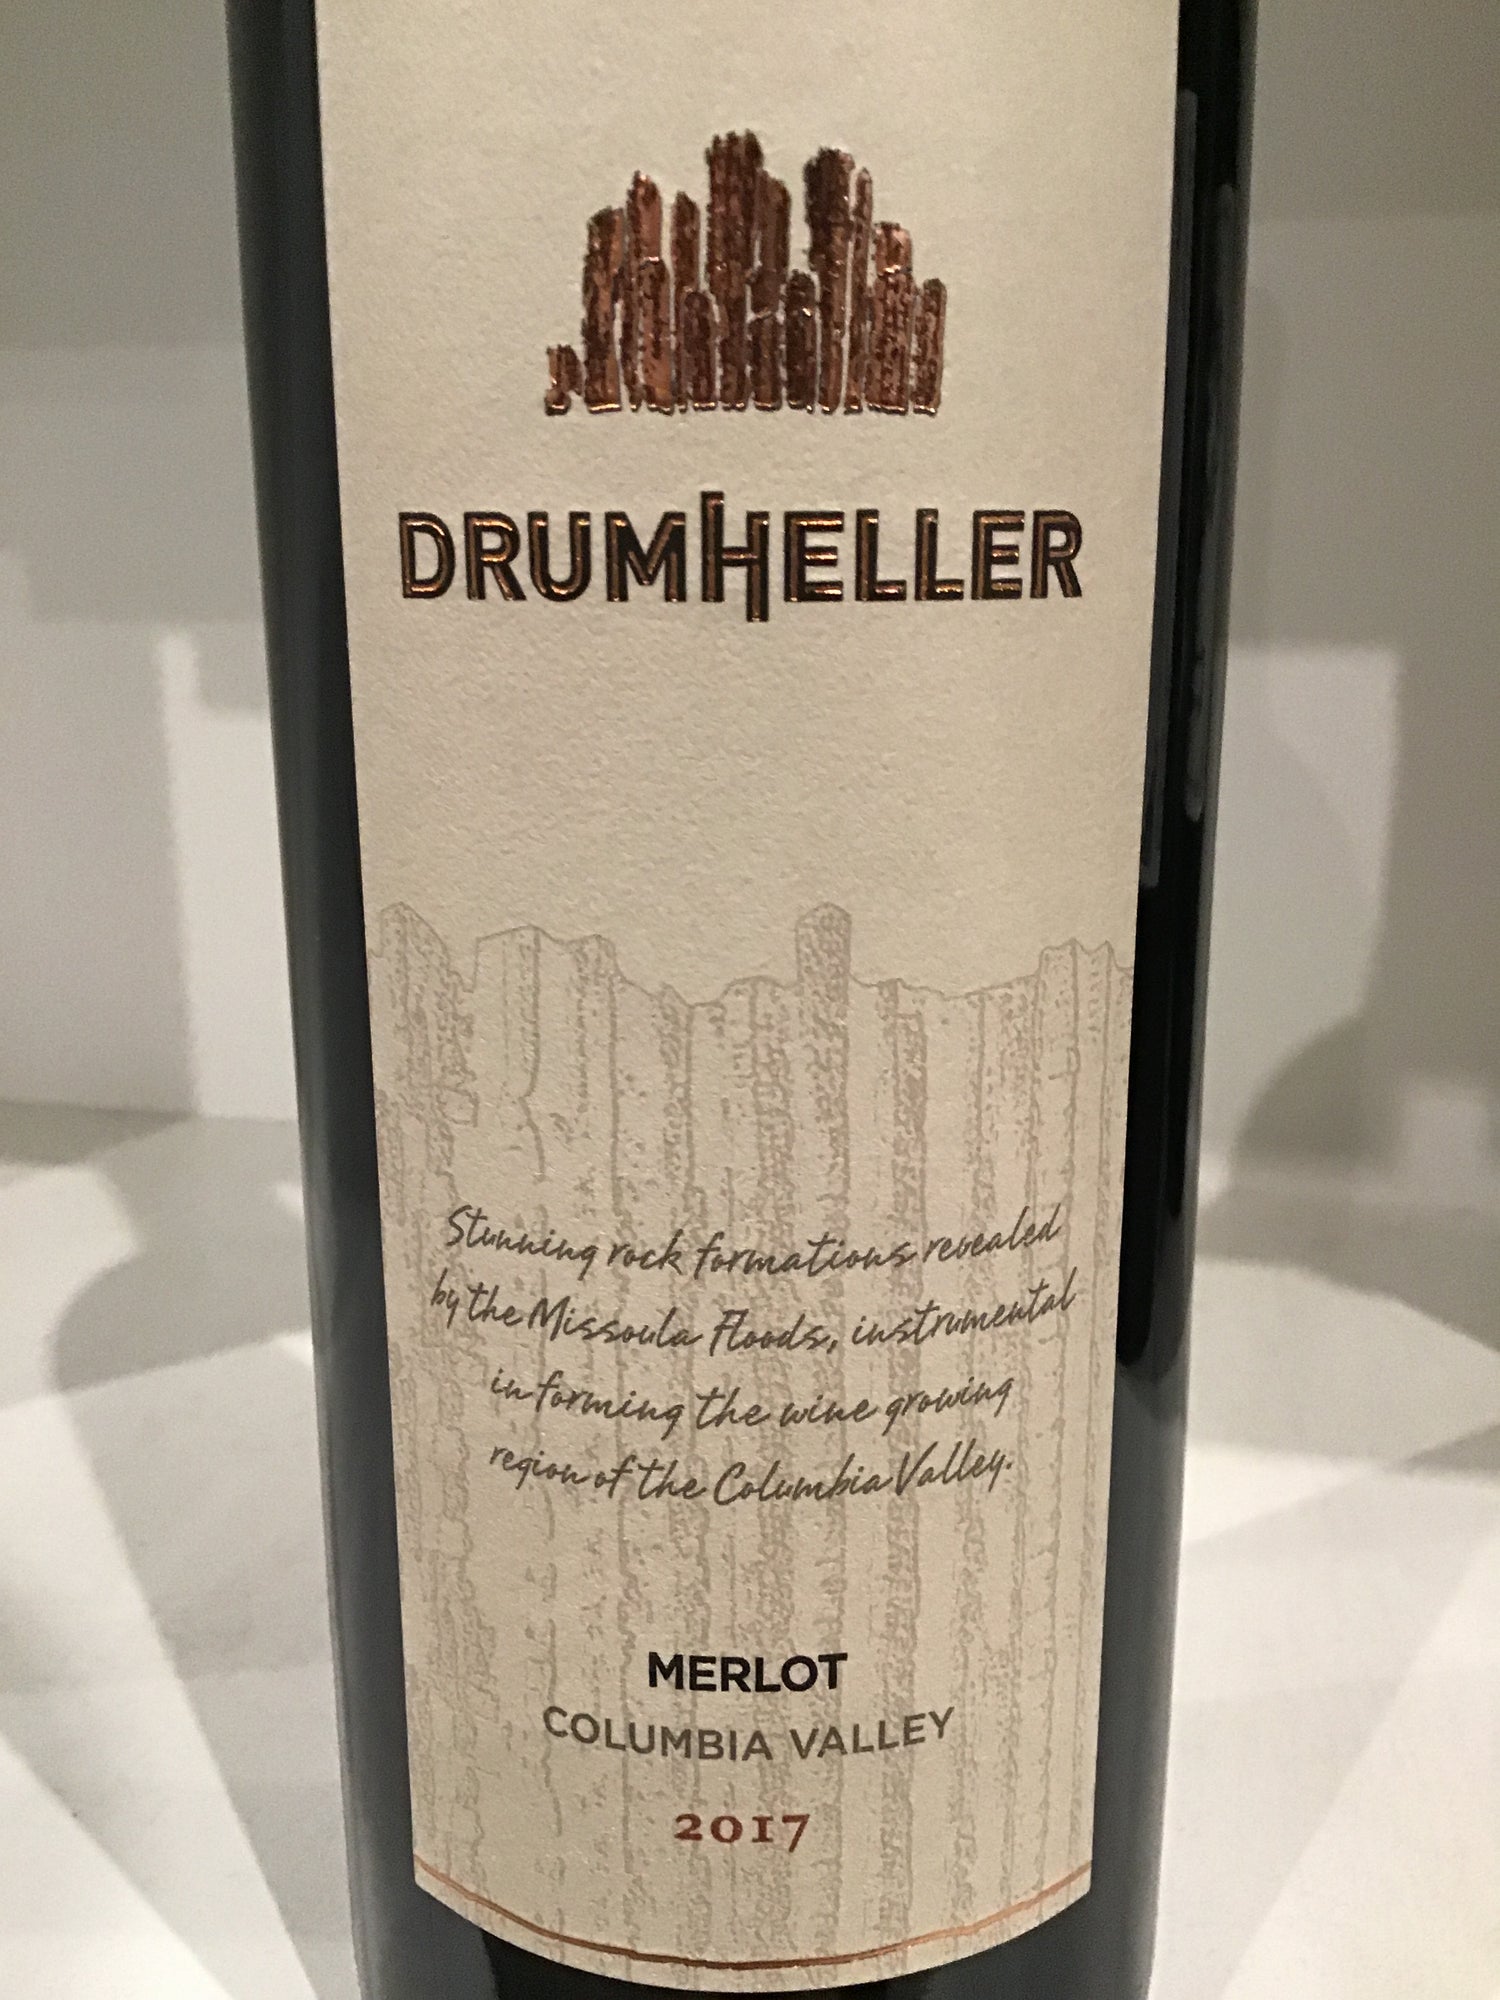 DRUMHELLER
Stunning rock formations revealed
by the Missoula Floods, instrumental
in forming the wine growing
region of the Columbia Valley.
MERLOT
COLUMBIA VALLEY
2017